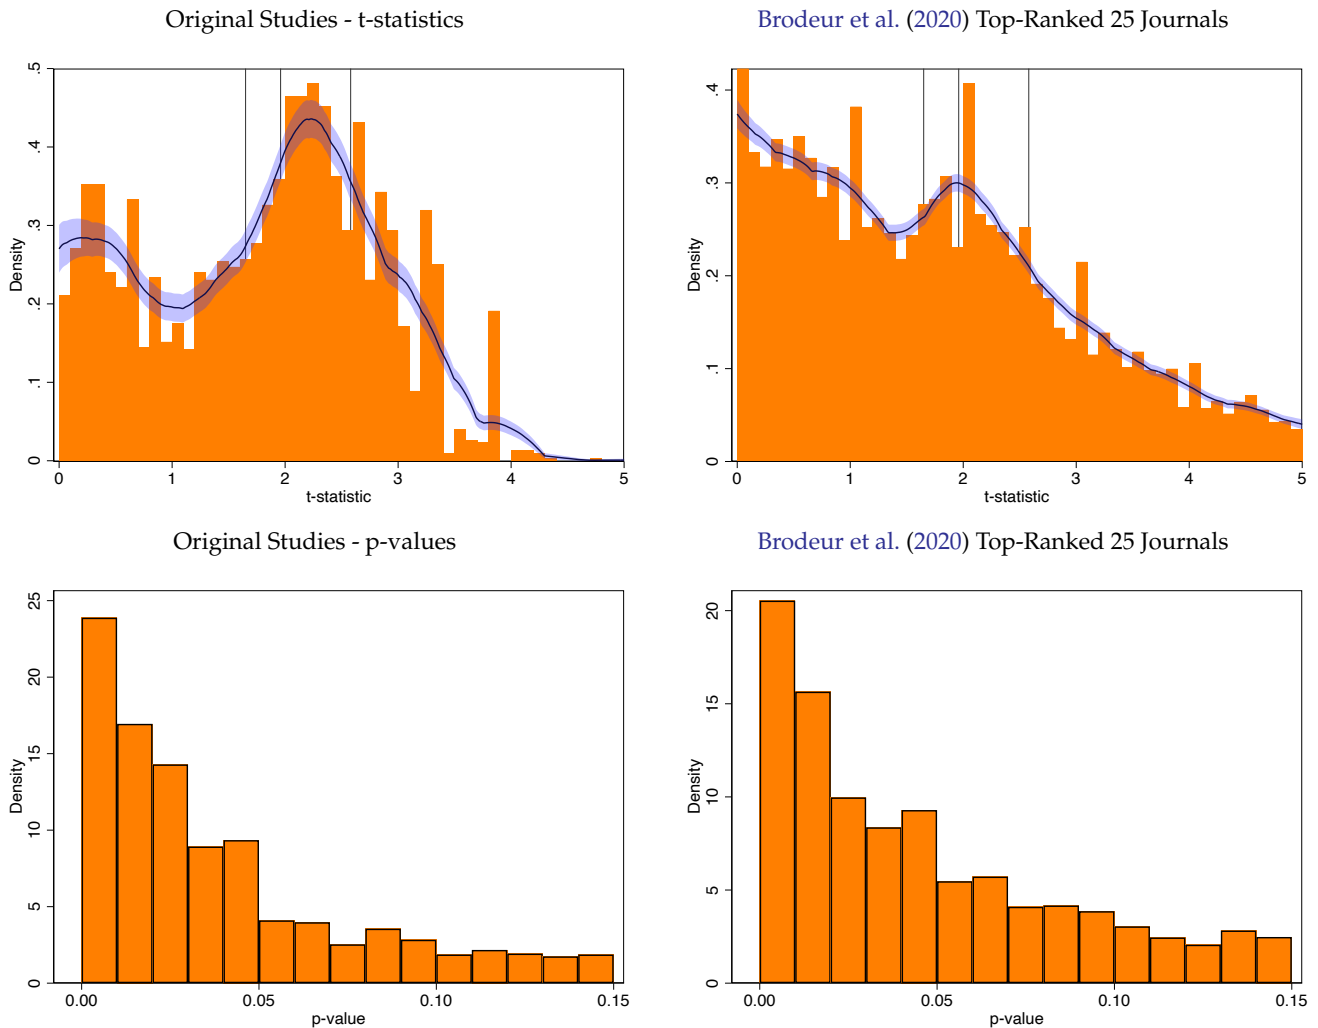 Original Studies - t-statistics
Brodeur et al. (2020) Top-Ranked 25 Journals
Density
0 .1 .2 .3 .4 .5
0 1 2 3 4 5
t-statistic
Density
0 .1 .2 .3 .4
0 1 2 3 4 5
t-statistic
Original Studies - p-values
Brodeur et al. (2020) Top-Ranked 25 Journals
Density
0 5 10 15 20 25
0.00 0.05 0.10 0.15
p-value
Density
0 5 10 15 20
0.00 0.05 0.10 0.15
p-value